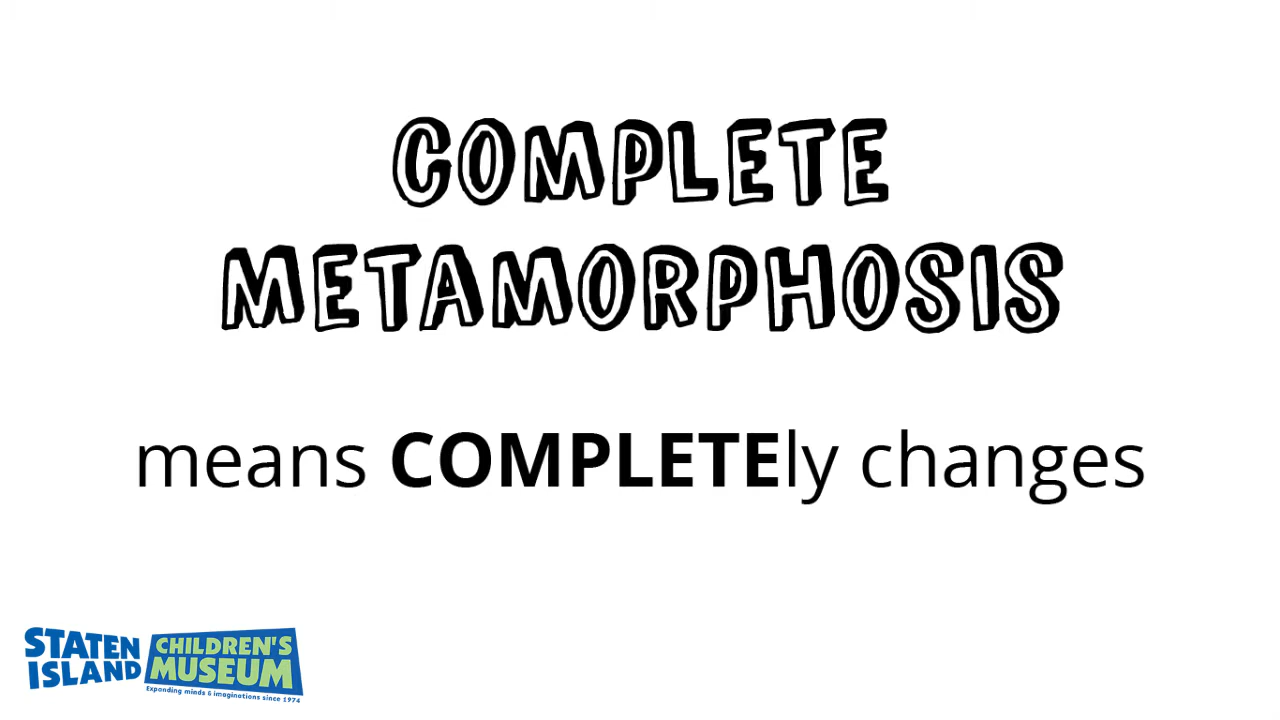 COMPLETE
METAMORPHOSIS
means COMPLETEly changes
STATEN
ISLAND
CHILDREN'S
MUSEUM
Expanding minds & imaginations since 1974